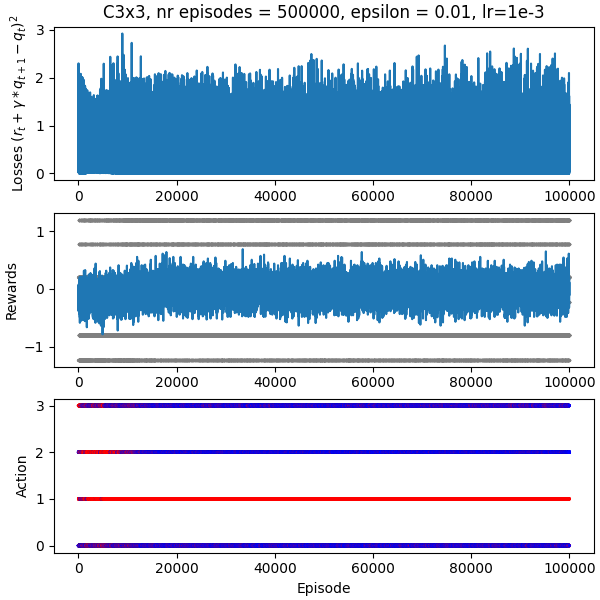 C3x3, nr episodes = 500000, epsilon = 0.01, lr=1e-3
Losses $(r_t + \gamma * q_{t+1} - q_t)^2$
3
2
1
0
0 20000 40000 60000 80000 100000
Rewards
1
0
−1
0 20000 40000 60000 80000 100000
Action
3
2
1
0
0 20000 40000 60000 80000 100000
Episode